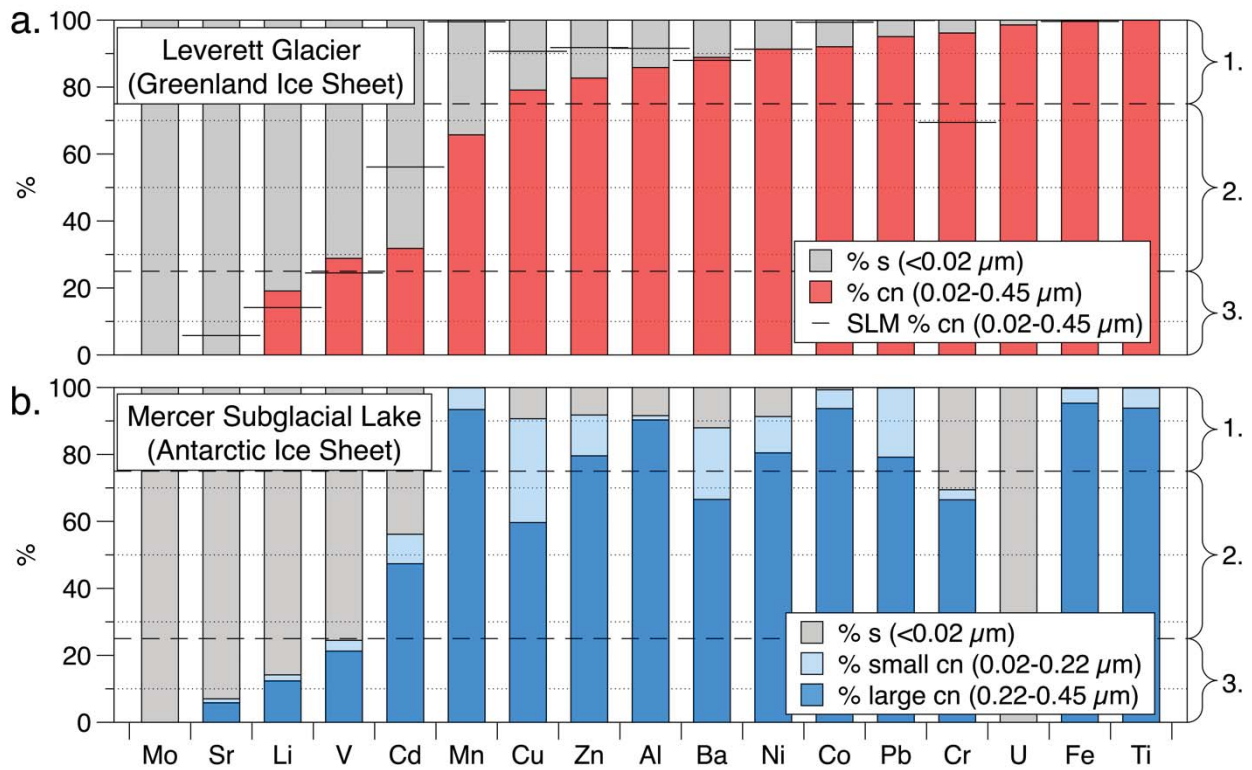 a.
Leverett Glacier
(Greenland Ice Sheet)
%
100
80
60
40
20
0
1.
2.
3.
% s (<0.02 µm)
% cn (0.02-0.45 µm)
SLM % cn (0.02-0.45 µm)
b.
Mercer Subglacial Lake
(Antarctic Ice Sheet)
%
100
80
60
40
20
0
1.
2.
3.
% s (<0.02 µm)
% small cn (0.02-0.22 µm)
% large cn (0.22-0.45 µm)
Mo Sr Li V Cd Mn Cu Zn Al Ba Ni Co Pb Cr U Fe Ti